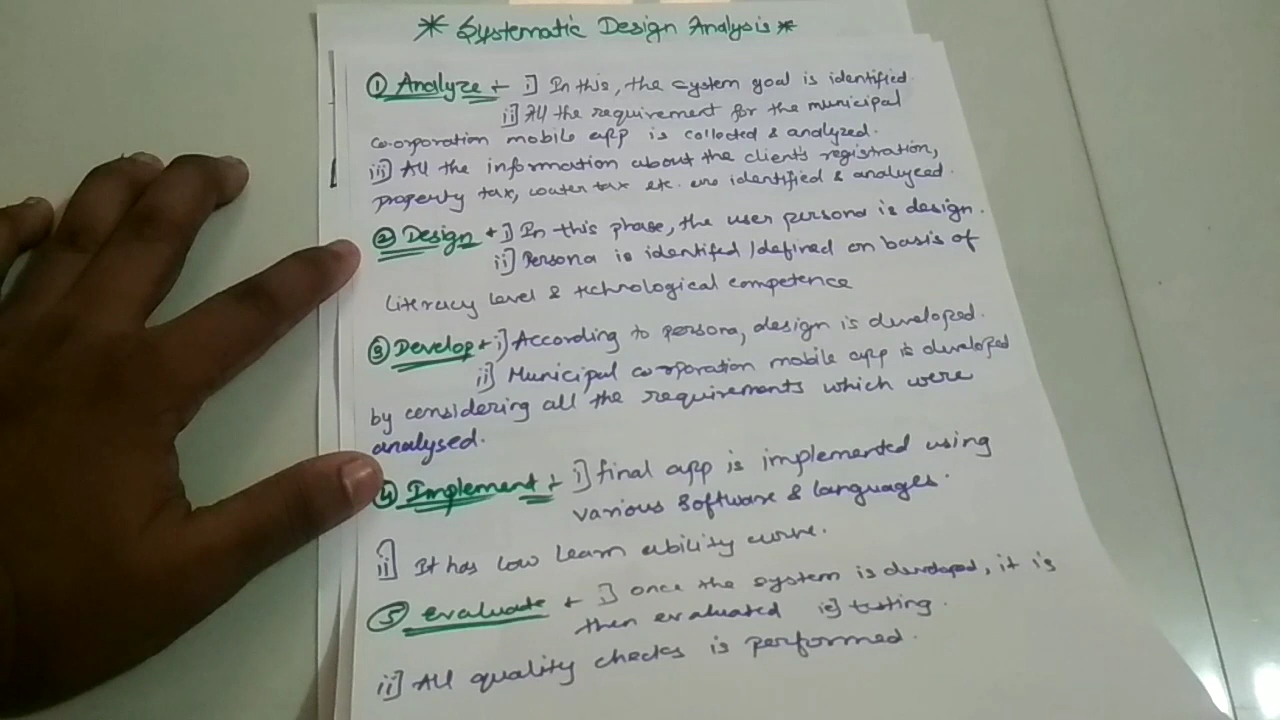 * Systematic Design Analysis *
① Analyze :- i] In this, the system goal is identified.
ii] All the requirement for the municipal
corporation mobile app is collected & analyzed.
iii] All the information about the client's registration,
property tax, water tax etc. are identified & analyzed.
② Design :- i] In this phase, the user persona is design.
ii] Persona is identifed / defined on basis of
literacy level & technological competence
③ Develop :- i] According to persona, design is developed.
ii] Municipal corporation mobile app is developed
by considering all the requirements which were
analysed.
④ Implement :- i] final app is implemented using
various software & languages.
ii] It has low learn ability curve.
⑤ evaluate :- i] once the system is developed, it is
then evaluated ie] testing.
ii] All quality checks is performed.